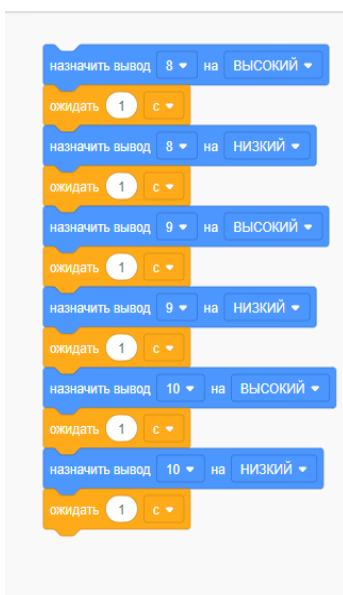 назначить вывод 8 на ВЫСОКИЙ
ожидать 1 с
назначить вывод 8 на НИЗКИЙ
ожидать 1 с
назначить вывод 9 на ВЫСОКИЙ
ожидать 1 с
назначить вывод 9 на НИЗКИЙ
ожидать 1 с
назначить вывод 10 на ВЫСОКИЙ
ожидать 1 с
назначить вывод 10 на НИЗКИЙ
ожидать 1 с